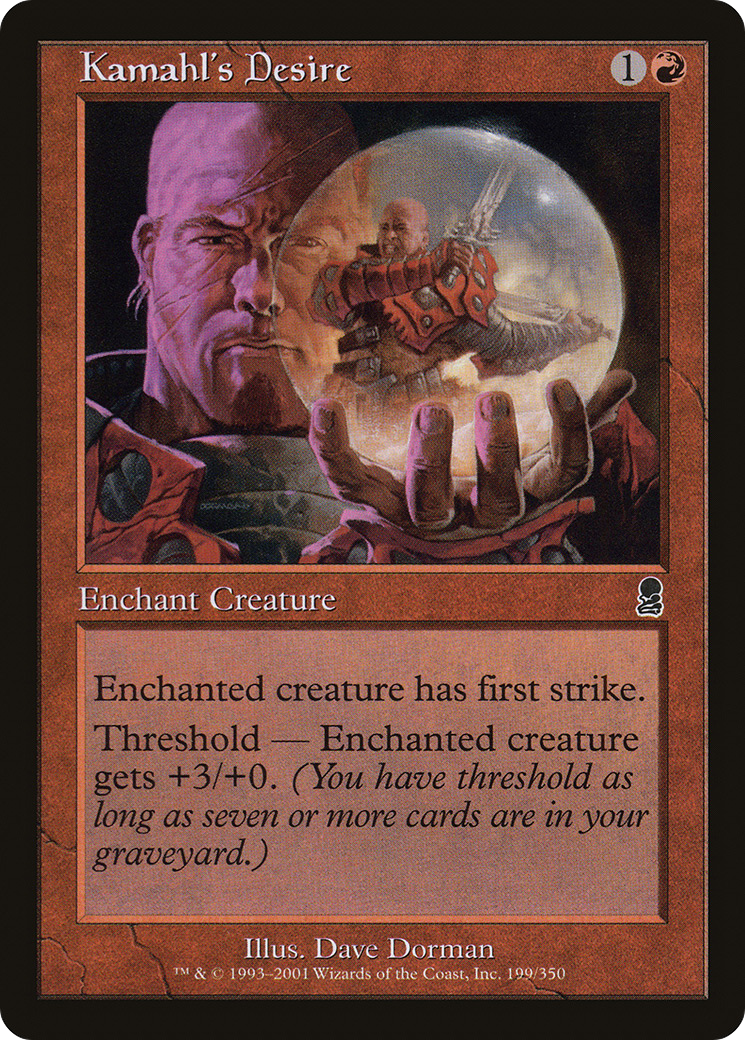 Kamahl's Desire 1
Enchant Creature
Enchanted creature has first strike.
Threshold — Enchanted creature
gets +3/+0. (You have threshold as
long as seven or more cards are in your
graveyard.)
Illus. Dave Dorman
™ & © 1993–2001 Wizards of the Coast, Inc. 199/350